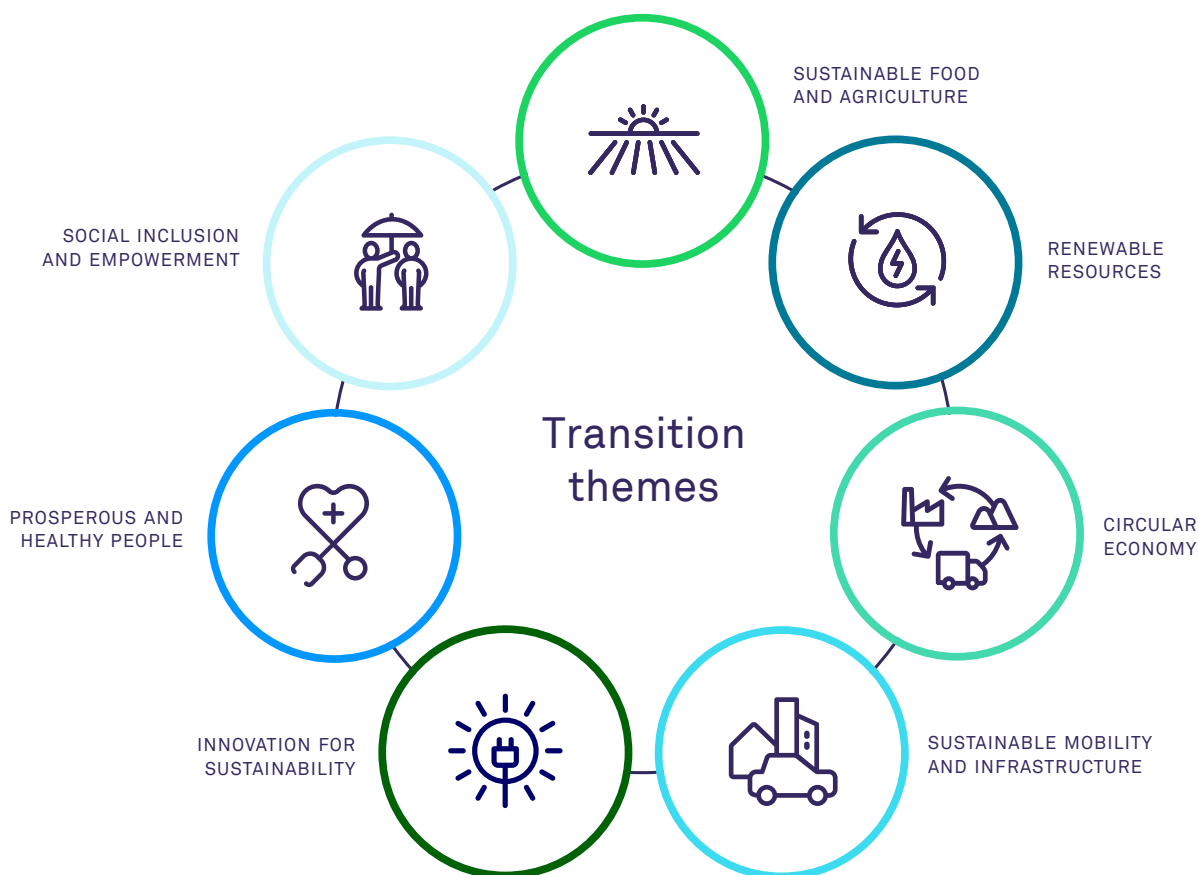 SUSTAINABLE FOOD
AND AGRICULTURE
RENEWABLE
RESOURCES
CIRCULAR
ECONOMY
SUSTAINABLE MOBILITY
AND INFRASTRUCTURE
INNOVATION FOR
SUSTAINABILITY
PROSPEROUS AND
HEALTHY PEOPLE
SOCIAL INCLUSION
AND EMPOWERMENT
Transition
themes